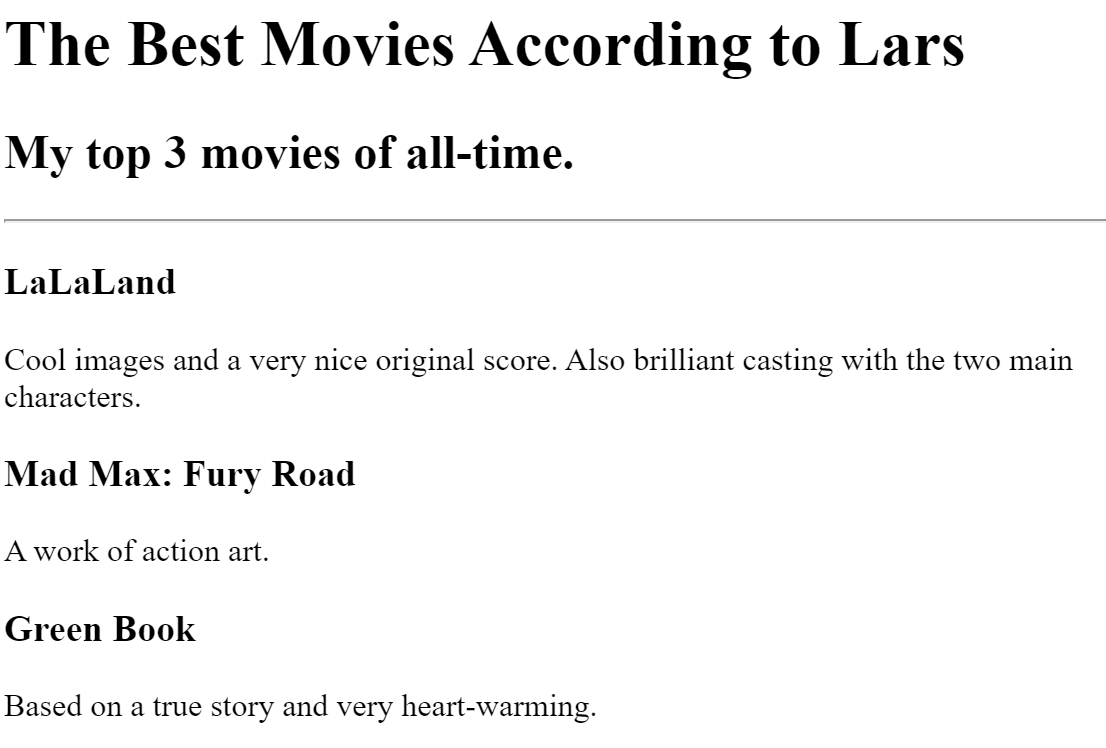 The Best Movies According to Lars
My top 3 movies of all-time.
LaLaLand
Cool images and a very nice original score. Also brilliant casting with the two main
characters.
Mad Max: Fury Road
A work of action art.
Green Book
Based on a true story and very heart-warming.